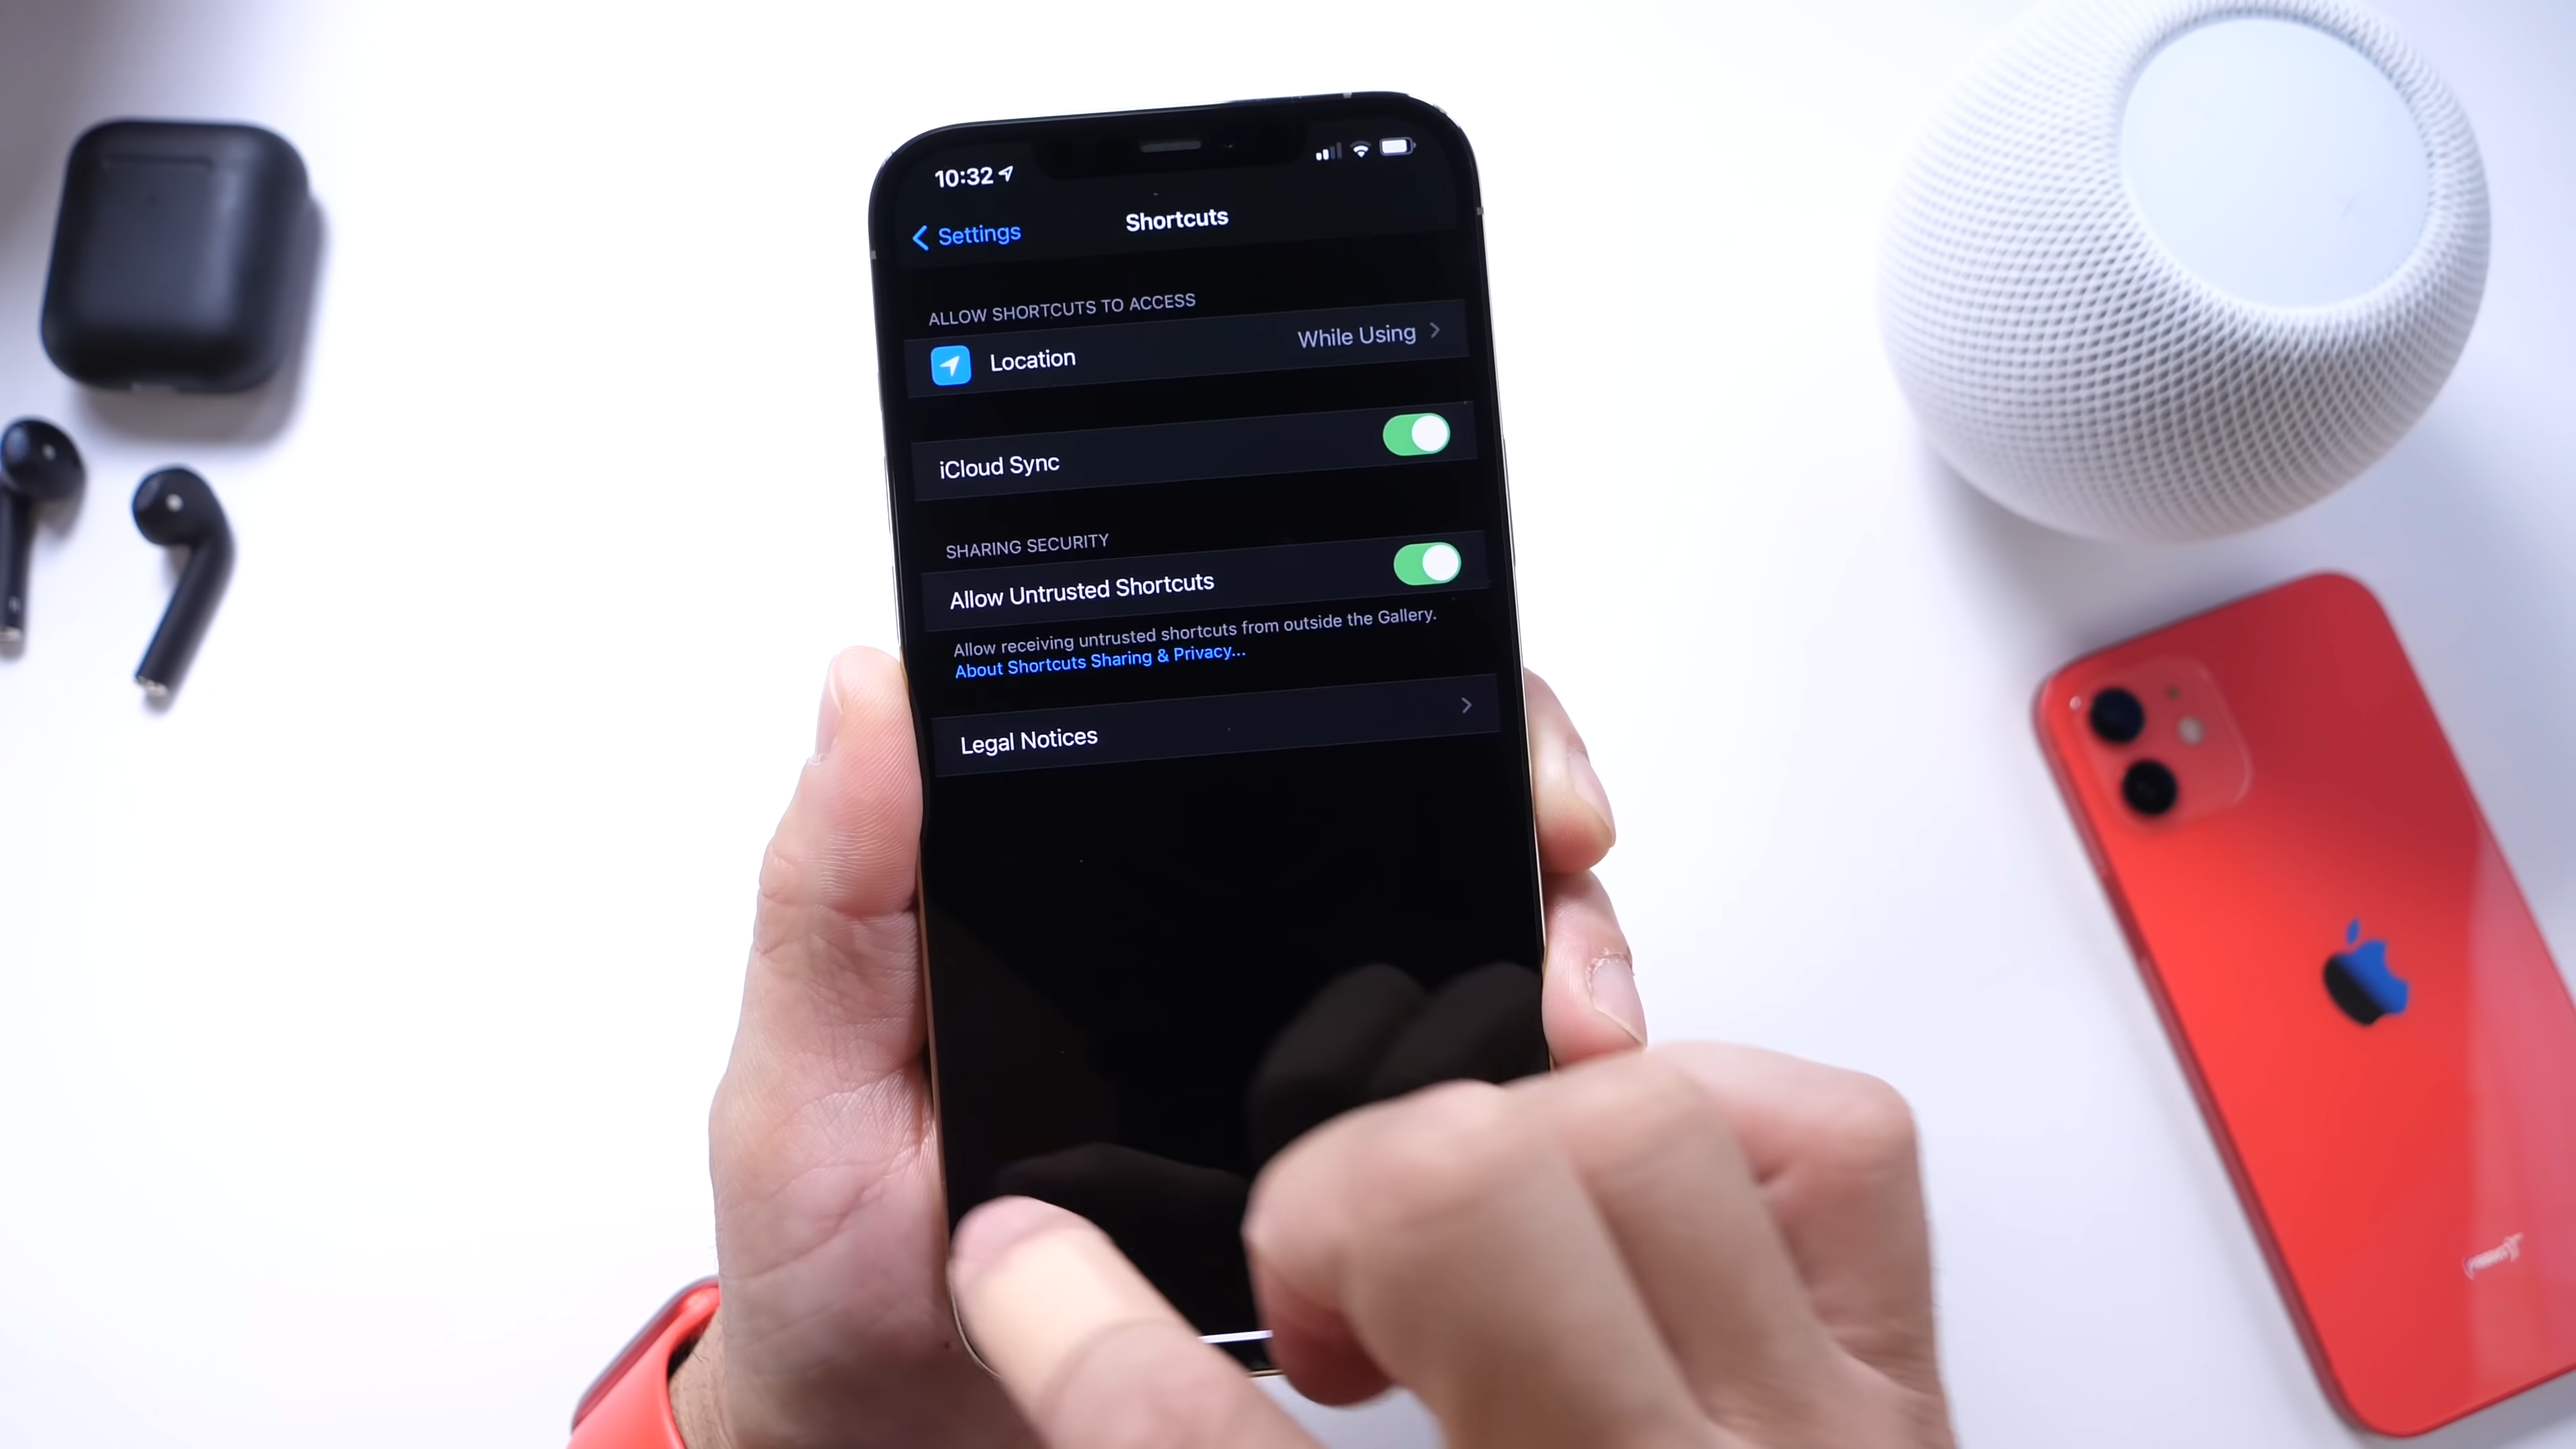 10:32
Settings
Shortcuts
ALLOW SHORTCUTS TO ACCESS
Location
While Using
iCloud Sync
SHARING SECURITY
Allow Untrusted Shortcuts
Allow receiving untrusted shortcuts from outside the Gallery.
About Shortcuts Sharing & Privacy...
Legal Notices